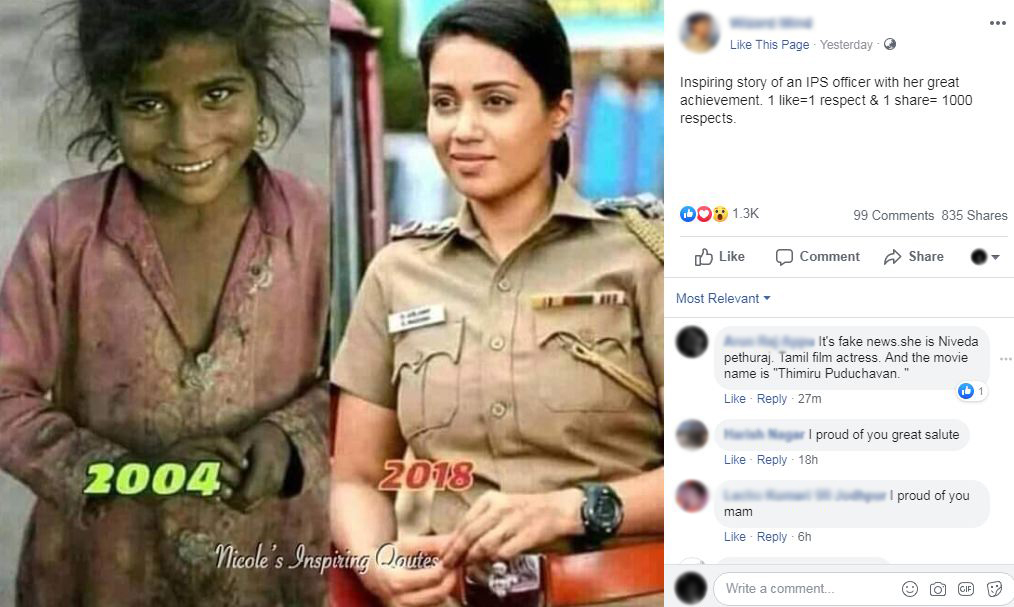 Like This Page · Yesterday ·
Inspiring story of an IPS officer with her great
achievement. 1 like=1 respect & 1 share= 1000
respects.
1.3K
99 Comments 835 Shares
Like
Comment
Share
Most Relevant
It's fake news.she is Niveda
pethuraj. Tamil film actress. And the movie
name is "Thimiru Puduchavan. "
1
Like · Reply · 27m
I proud of you great salute
Like · Reply · 18h
I proud of you
mam
Like · Reply · 6h
Write a comment...
GIF
2004
2018
Nicole's Inspiring Qoutes